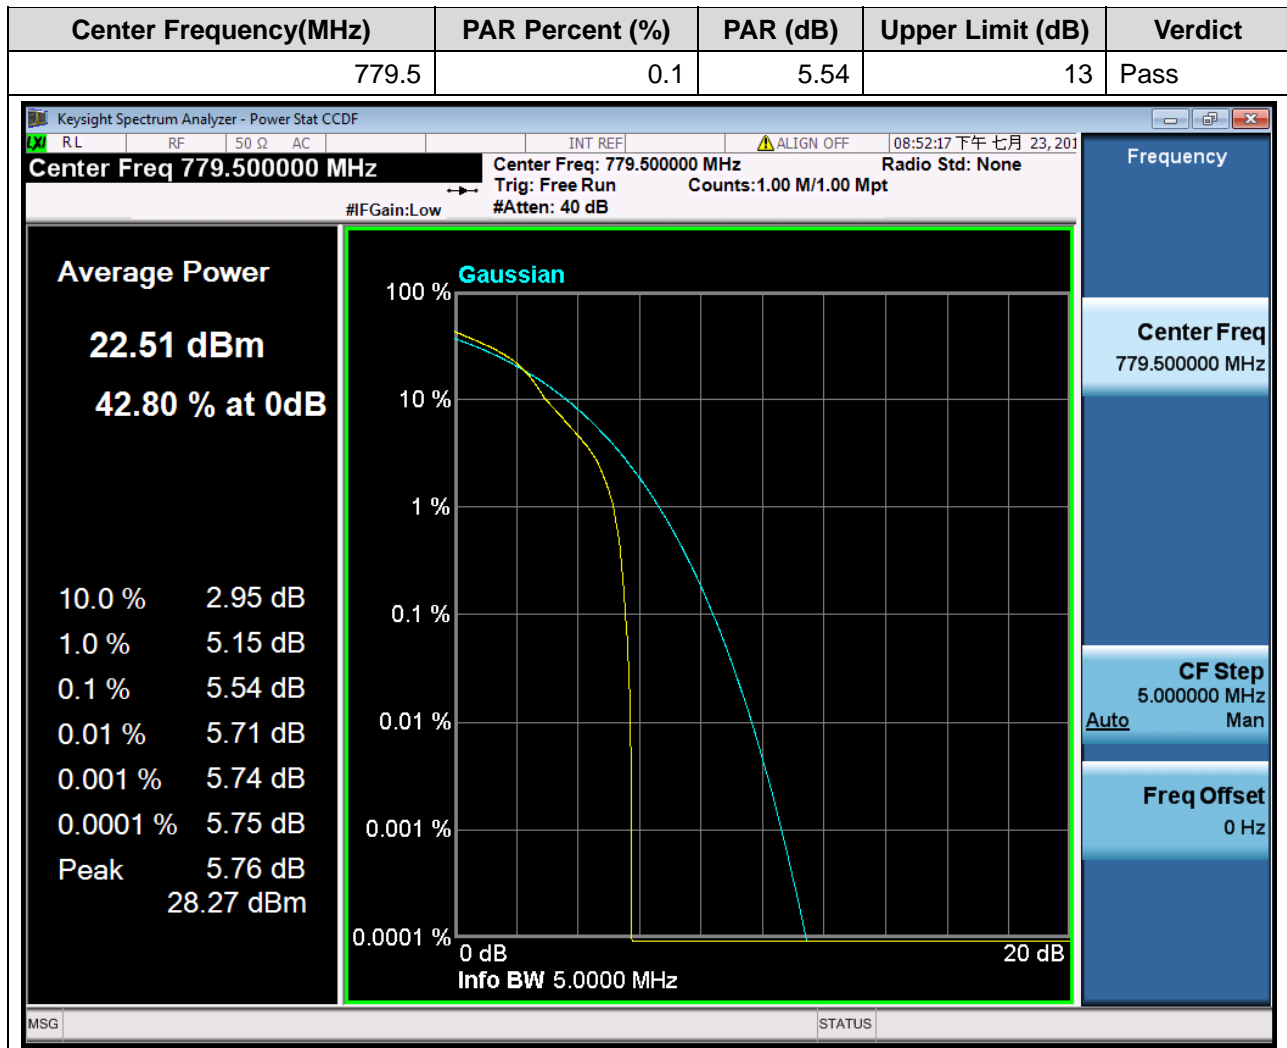 Center Frequency(MHz) PAR Percent (%) PAR (dB) Upper Limit (dB) Verdict
779.5 0.1 5.54 13 Pass
Keysight Spectrum Analyzer - Power Stat CCDF
LXI RL RF 50 Ω AC INT REF ALIGN OFF 08:52:17 下午 七月 23, 201
Center Freq 779.500000 MHz
Center Freq: 779.500000 MHz Radio Std: None
Trig: Free Run Counts:1.00 M/1.00 Mpt
#IFGain:Low #Atten: 40 dB
Frequency
Average Power
22.51 dBm
42.80 % at 0dB
10.0 % 2.95 dB
1.0 % 5.15 dB
0.1 % 5.54 dB
0.01 % 5.71 dB
0.001 % 5.74 dB
0.0001 % 5.75 dB
Peak 5.76 dB
28.27 dBm
Gaussian
100 %
10 %
1 %
0.1 %
0.01 %
0.001 %
0.0001 %
0 dB 20 dB
Info BW 5.0000 MHz
Center Freq
779.500000 MHz
CF Step
5.000000 MHz
Auto Man
Freq Offset
0 Hz
MSG STATUS